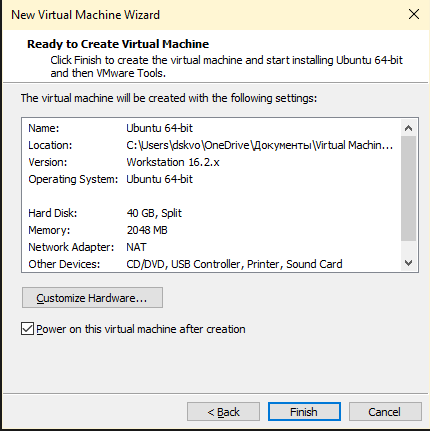 New Virtual Machine Wizard
Ready to Create Virtual Machine
Click Finish to create the virtual machine and start installing Ubuntu 64-bit
and then VMware Tools.
The virtual machine will be created with the following settings:
Name: Ubuntu 64-bit
Location: C:\Users\dskvo\OneDrive\Документы\Virtual Machin...
Version: Workstation 16.2.x
Operating System: Ubuntu 64-bit
Hard Disk: 40 GB, Split
Memory: 2048 MB
Network Adapter: NAT
Other Devices: CD/DVD, USB Controller, Printer, Sound Card
Customize Hardware...
Power on this virtual machine after creation
< Back Finish Cancel